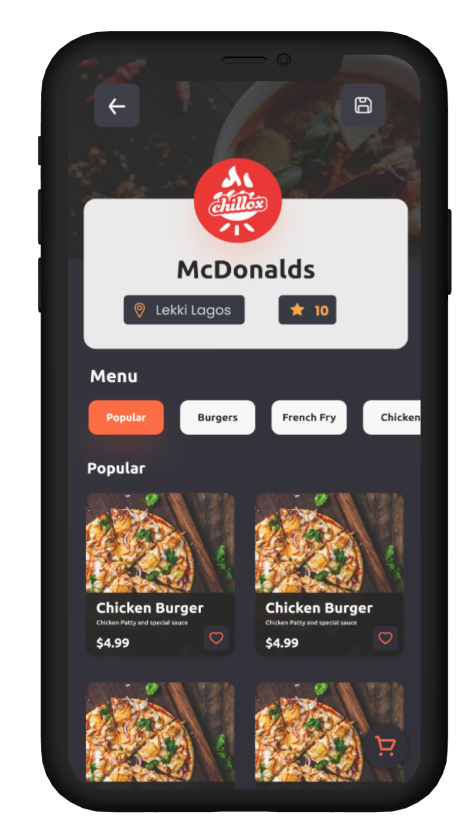 chillox
McDonalds
Lekki Lagos
10
Menu
Popular
Burgers
French Fry
Chicken
Popular
Chicken Burger
Chicken Patty and special sauce
$4.99
Chicken Burger
Chicken Patty and special sauce
$4.99